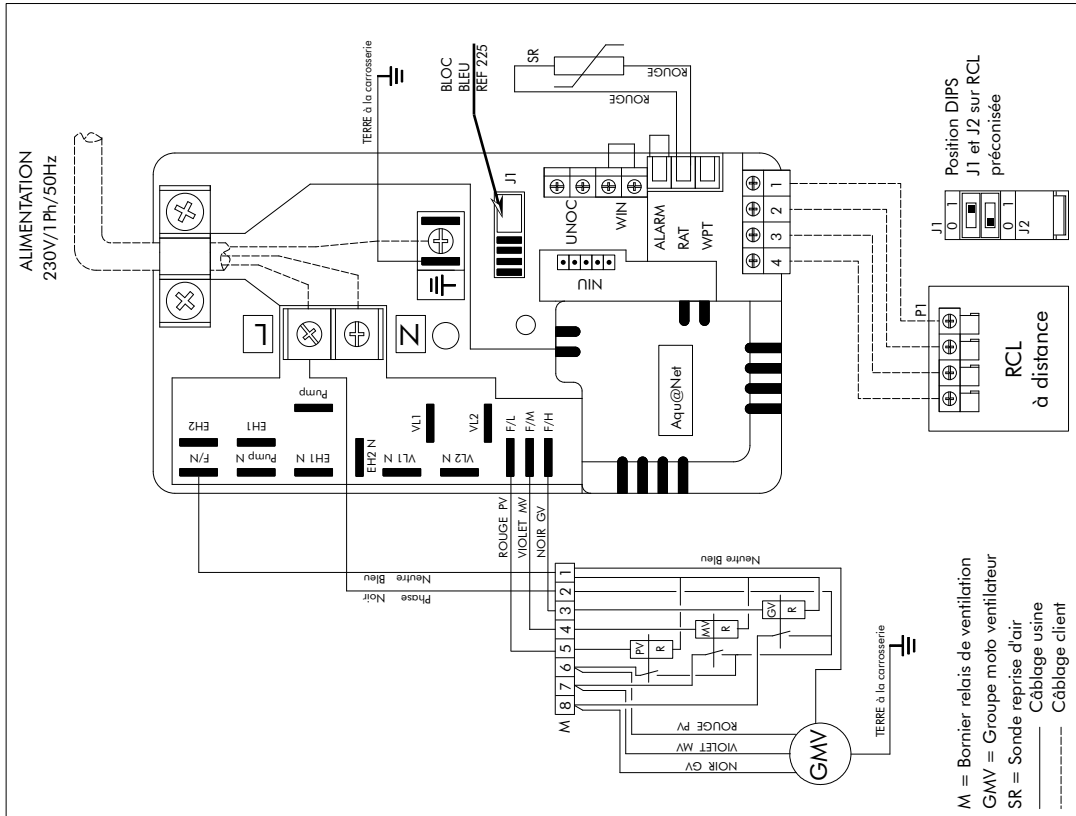 ALIMENTATION
230V/1Ph/50Hz
TERRE à la carrosserie
BLOC
BLEU
REF 225
SR
ROUGE
ROUGE
Position DIPS
J1 et J2 sur RCL
préconisée
J1
0 1
0 1
J2
L
N
J1
UNOC
WIN
ALARM
RAT
WPT
NIU
1
2
3
4
P1
RCL
à distance
Aqu@Net
EH2
F/N
EH1
Pump N
Pump
EH1 N
EH2 N
VL1
VL1 N
VL2
VL2 N
F/L
F/M
F/H
ROUGE PV
VIOLET MV
NOIR GV
Neutre Bleu
Phase Noir
M
8 7 6 5 4 3 2 1
Neutre Bleu
PV
R
MV
R
GV
R
ROUGE PV
VIOLET MV
NOIR GV
GMV
TERRE à la carrosserie
M = Bornier relais de ventilation
GMV = Groupe moto ventilateur
SR = Sonde reprise d'air
Câblage usine
Câblage client